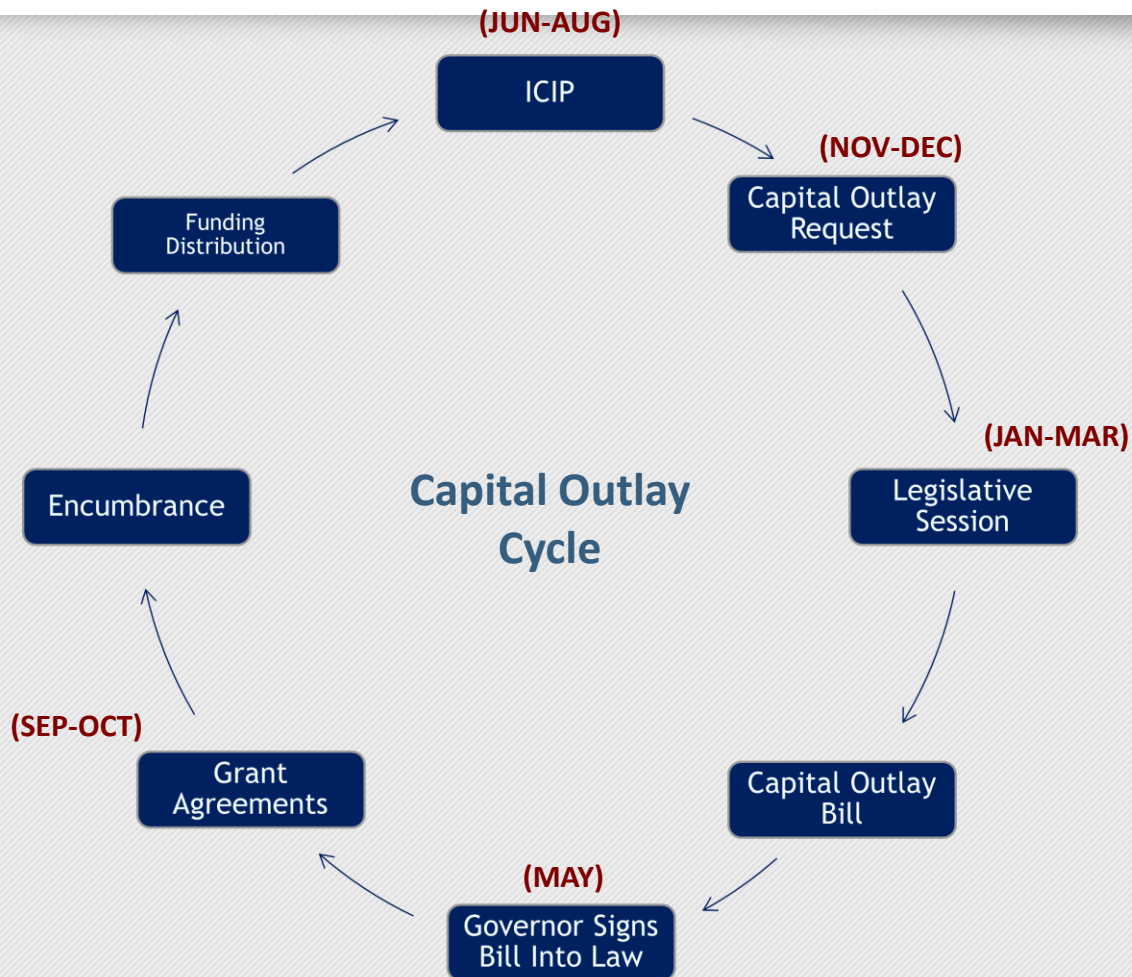 (JUN-AUG)
ICIP
(NOV-DEC)
Capital Outlay
Request
(JAN-MAR)
Legislative
Session
Capital Outlay
Bill
(MAY)
Governor Signs
Bill Into Law
(SEP-OCT)
Grant
Agreements
Encumbrance
Funding
Distribution
Capital Outlay
Cycle